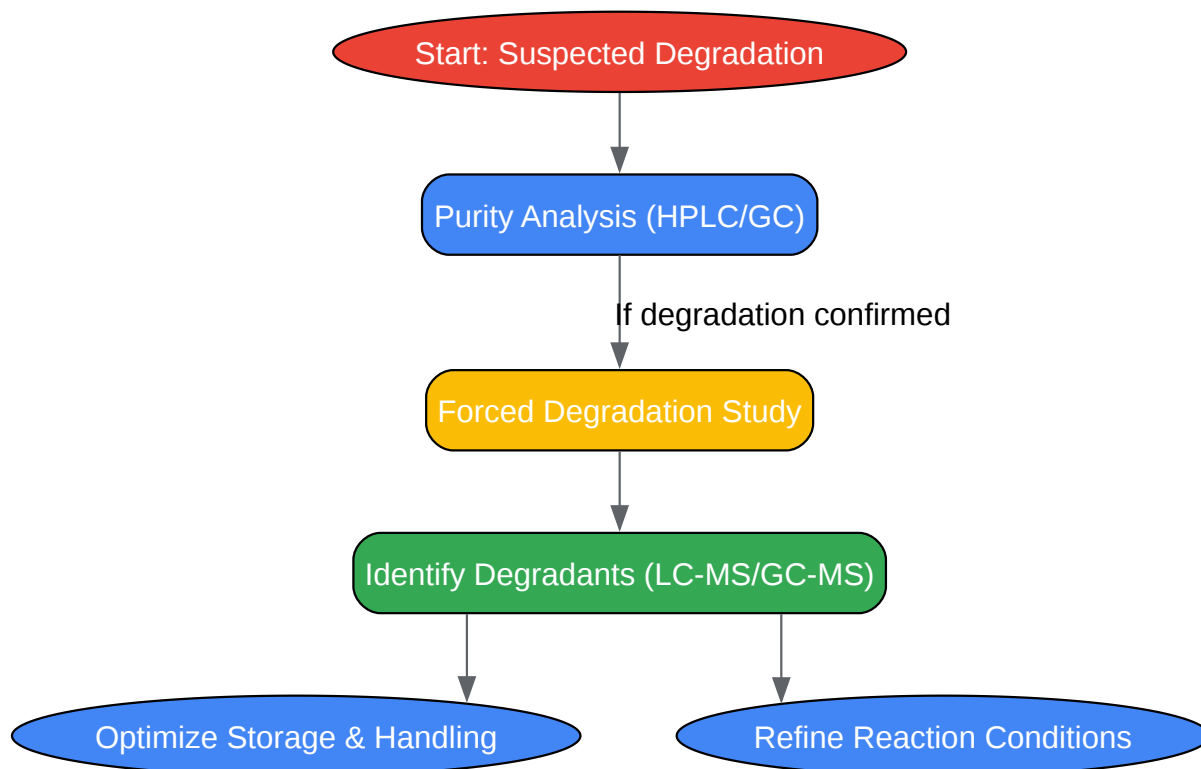 Start: Suspected Degradation
Purity Analysis (HPLC/GC)
If degradation confirmed
Forced Degradation Study
Identify Degradants (LC-MS/GC-MS)
Optimize Storage & Handling
Refine Reaction Conditions